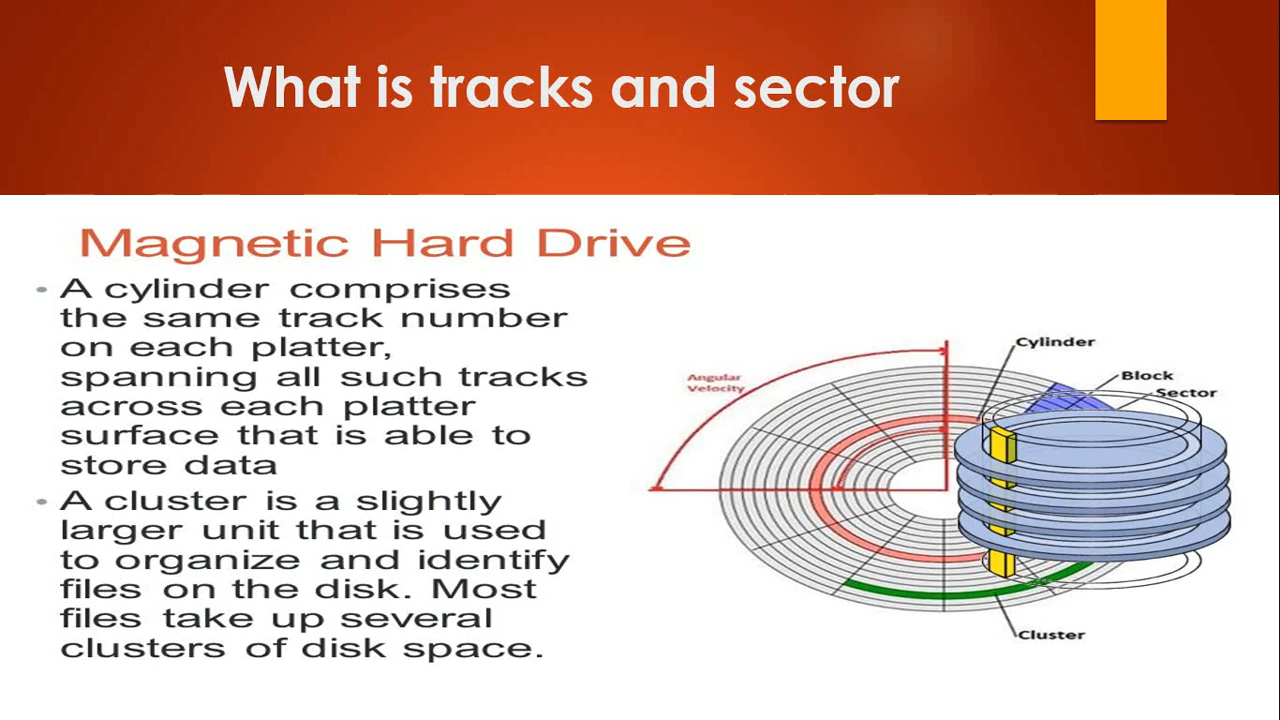 What is tracks and sector
Magnetic Hard Drive
• A cylinder comprises
the same track number
on each platter,
spanning all such tracks
across each platter
surface that is able to
store data
• A cluster is a slightly
larger unit that is used
to organize and identify
files on the disk. Most
files take up several
clusters of disk space.
Cylinder
Angular
Velocity
Block
Sector
Cluster